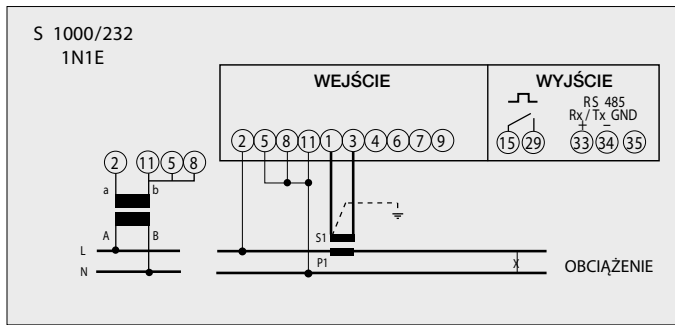 S 1000/232
1N1E
WEJŚCIE
WYJŚCIE
RS 485
Rx/Tx GND
+ −
2 5 8 11 1 3 4 6 7 9
15 29 33 34 35
2 11 5 8
a b
A B
S1
P1
L
N
X
OBCIĄŻENIE